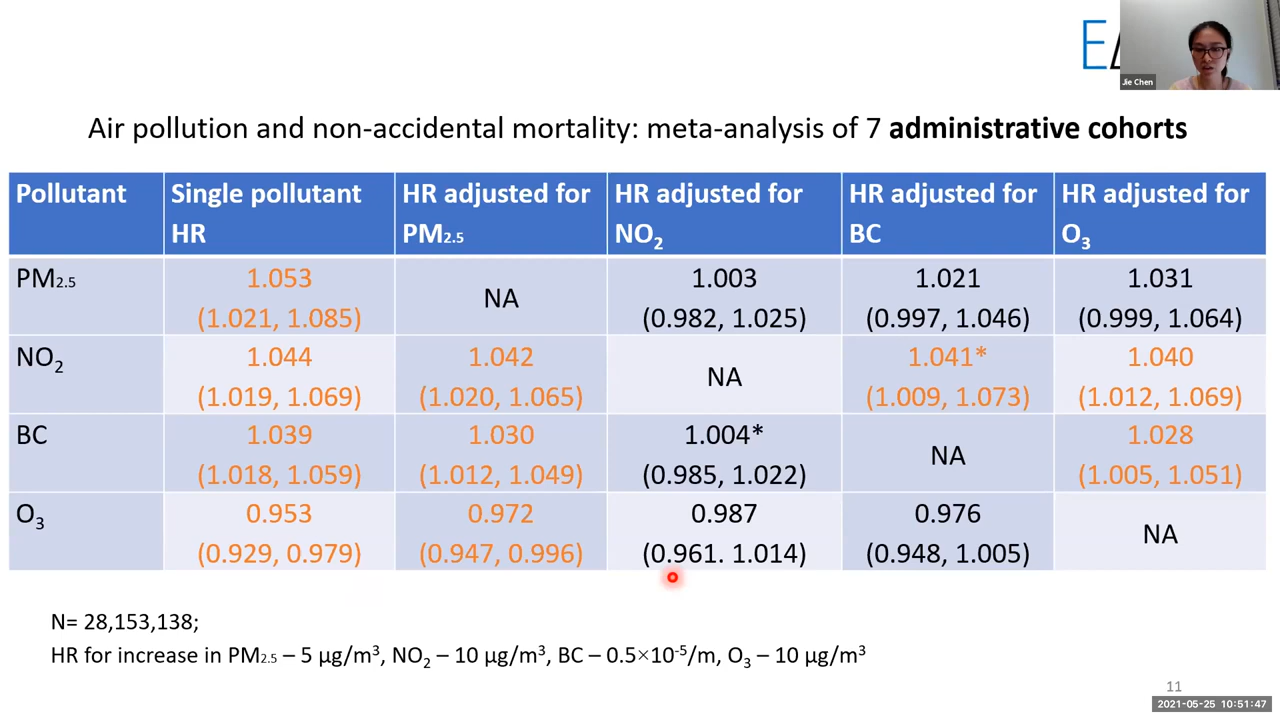 E
Jie Chen
Air pollution and non-accidental mortality: meta-analysis of 7 administrative cohorts
Pollutant
Single pollutant HR
HR adjusted for PM2.5
HR adjusted for NO2
HR adjusted for BC
HR adjusted for O3
PM2.5
1.053
(1.021, 1.085)
NA
1.003
(0.982, 1.025)
1.021
(0.997, 1.046)
1.031
(0.999, 1.064)
NO2
1.044
(1.019, 1.069)
1.042
(1.020, 1.065)
NA
1.041*
(1.009, 1.073)
1.040
(1.012, 1.069)
BC
1.039
(1.018, 1.059)
1.030
(1.012, 1.049)
1.004*
(0.985, 1.022)
NA
1.028
(1.005, 1.051)
O3
0.953
(0.929, 0.979)
0.972
(0.947, 0.996)
0.987
(0.961. 1.014)
0.976
(0.948, 1.005)
NA
N= 28,153,138;
HR for increase in PM2.5 – 5 µg/m³, NO2 – 10 µg/m³, BC – 0.5×10⁻⁵/m, O3 – 10 µg/m³
11
2021-05-25 10:51:47